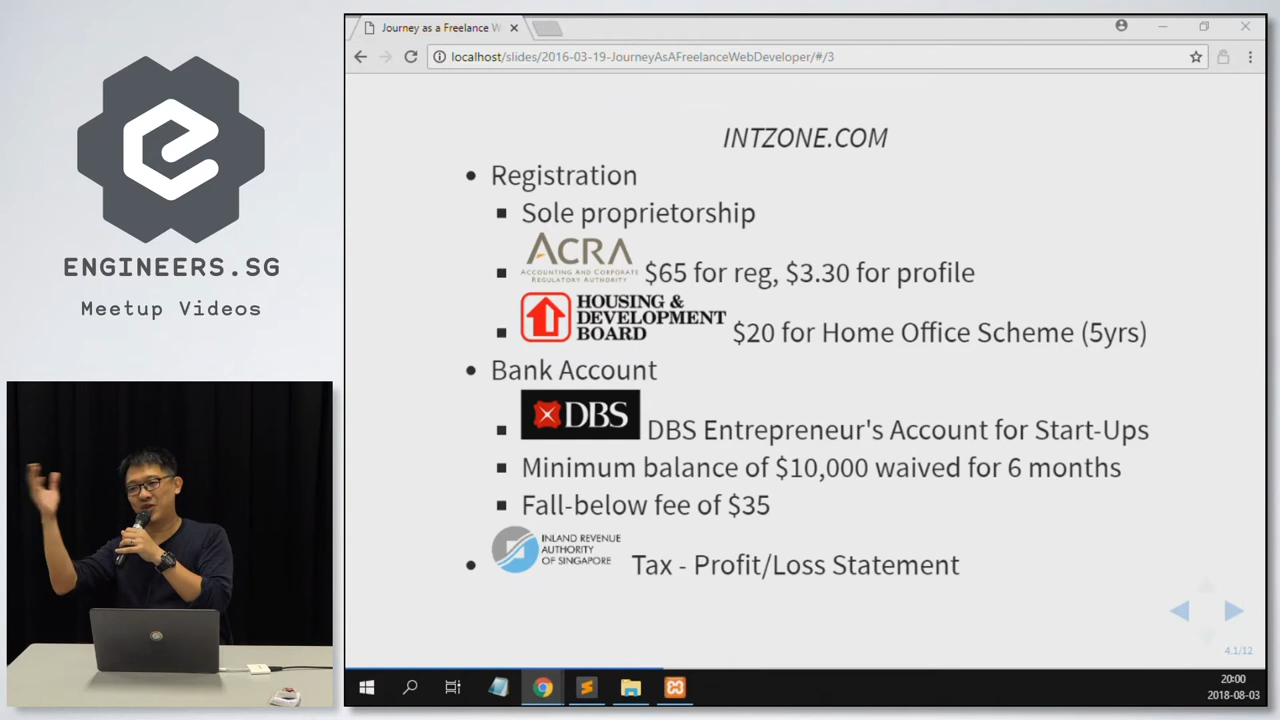 ENGINEERS.SG
Meetup Videos
Journey as a Freelance W
localhost/slides/2016-03-19-JourneyAsAFreelanceWebDeveloper/#/3
INTZONE.COM
Registration
Sole proprietorship
ACRA
ACCOUNTING AND CORPORATE
REGULATORY AUTHORITY
$65 for reg, $3.30 for profile
HOUSING &
DEVELOPMENT
BOARD
$20 for Home Office Scheme (5yrs)
Bank Account
DBS
DBS Entrepreneur's Account for Start-Ups
Minimum balance of $10,000 waived for 6 months
Fall-below fee of $35
INLAND REVENUE
AUTHORITY
OF SINGAPORE
Tax - Profit/Loss Statement
4.1/12
20:00
2018-08-03